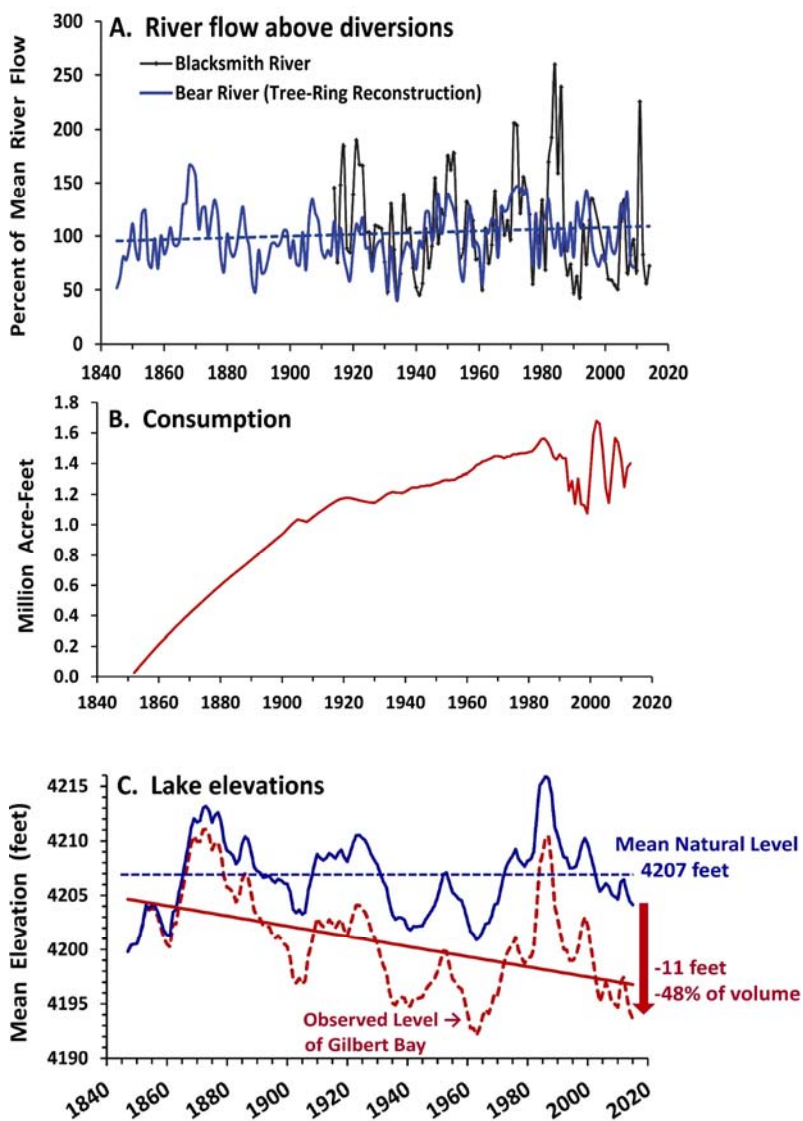 A. River flow above diversions
Blacksmith River
Bear River (Tree-Ring Reconstruction)
Percent of Mean River Flow
300
250
200
150
100
50
0
1840 1860 1880 1900 1920 1940 1960 1980 2000 2020
B. Consumption
Million Acre-Feet
1.8
1.6
1.4
1.2
1.0
0.8
0.6
0.4
0.2
0.0
1840 1860 1880 1900 1920 1940 1960 1980 2000 2020
C. Lake elevations
Mean Elevation (feet)
4215
4210
4205
4200
4195
4190
Mean Natural Level
4207 feet
-11 feet
-48% of volume
Observed Level →
of Gilbert Bay
1840 1860 1880 1900 1920 1940 1960 1980 2000 2020